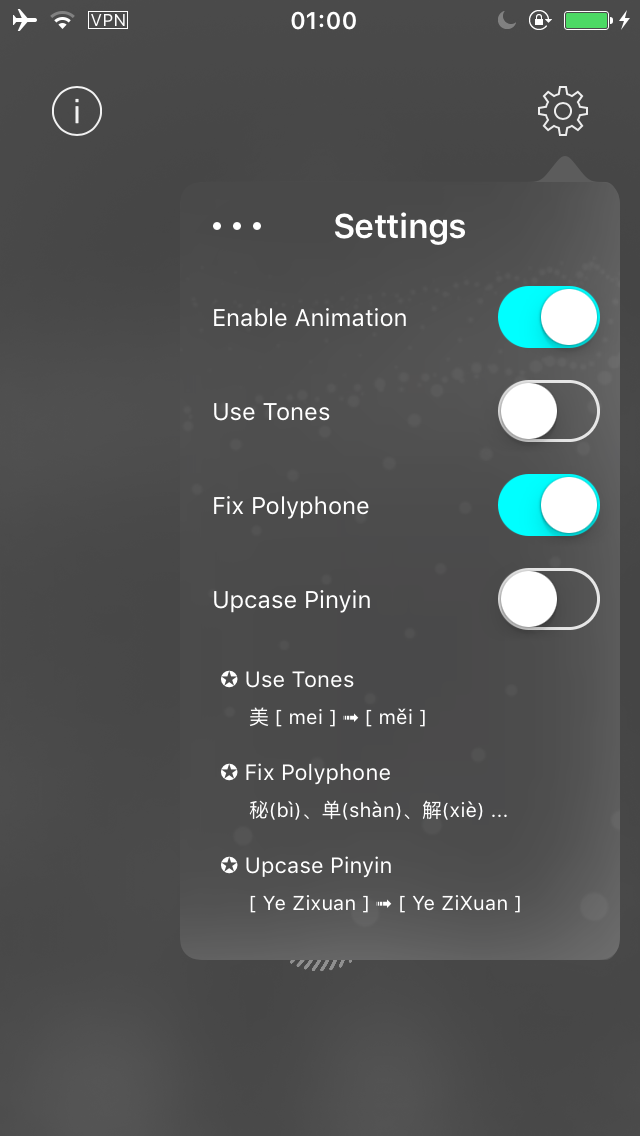 VPN 01:00
i
••• Settings
Enable Animation
Use Tones
Fix Polyphone
Upcase Pinyin
✪ Use Tones
美 [ mei ] ➟ [ měi ]
✪ Fix Polyphone
秘(bì)、单(shàn)、解(xiè) ...
✪ Upcase Pinyin
[ Ye Zixuan ] ➟ [ Ye ZiXuan ]